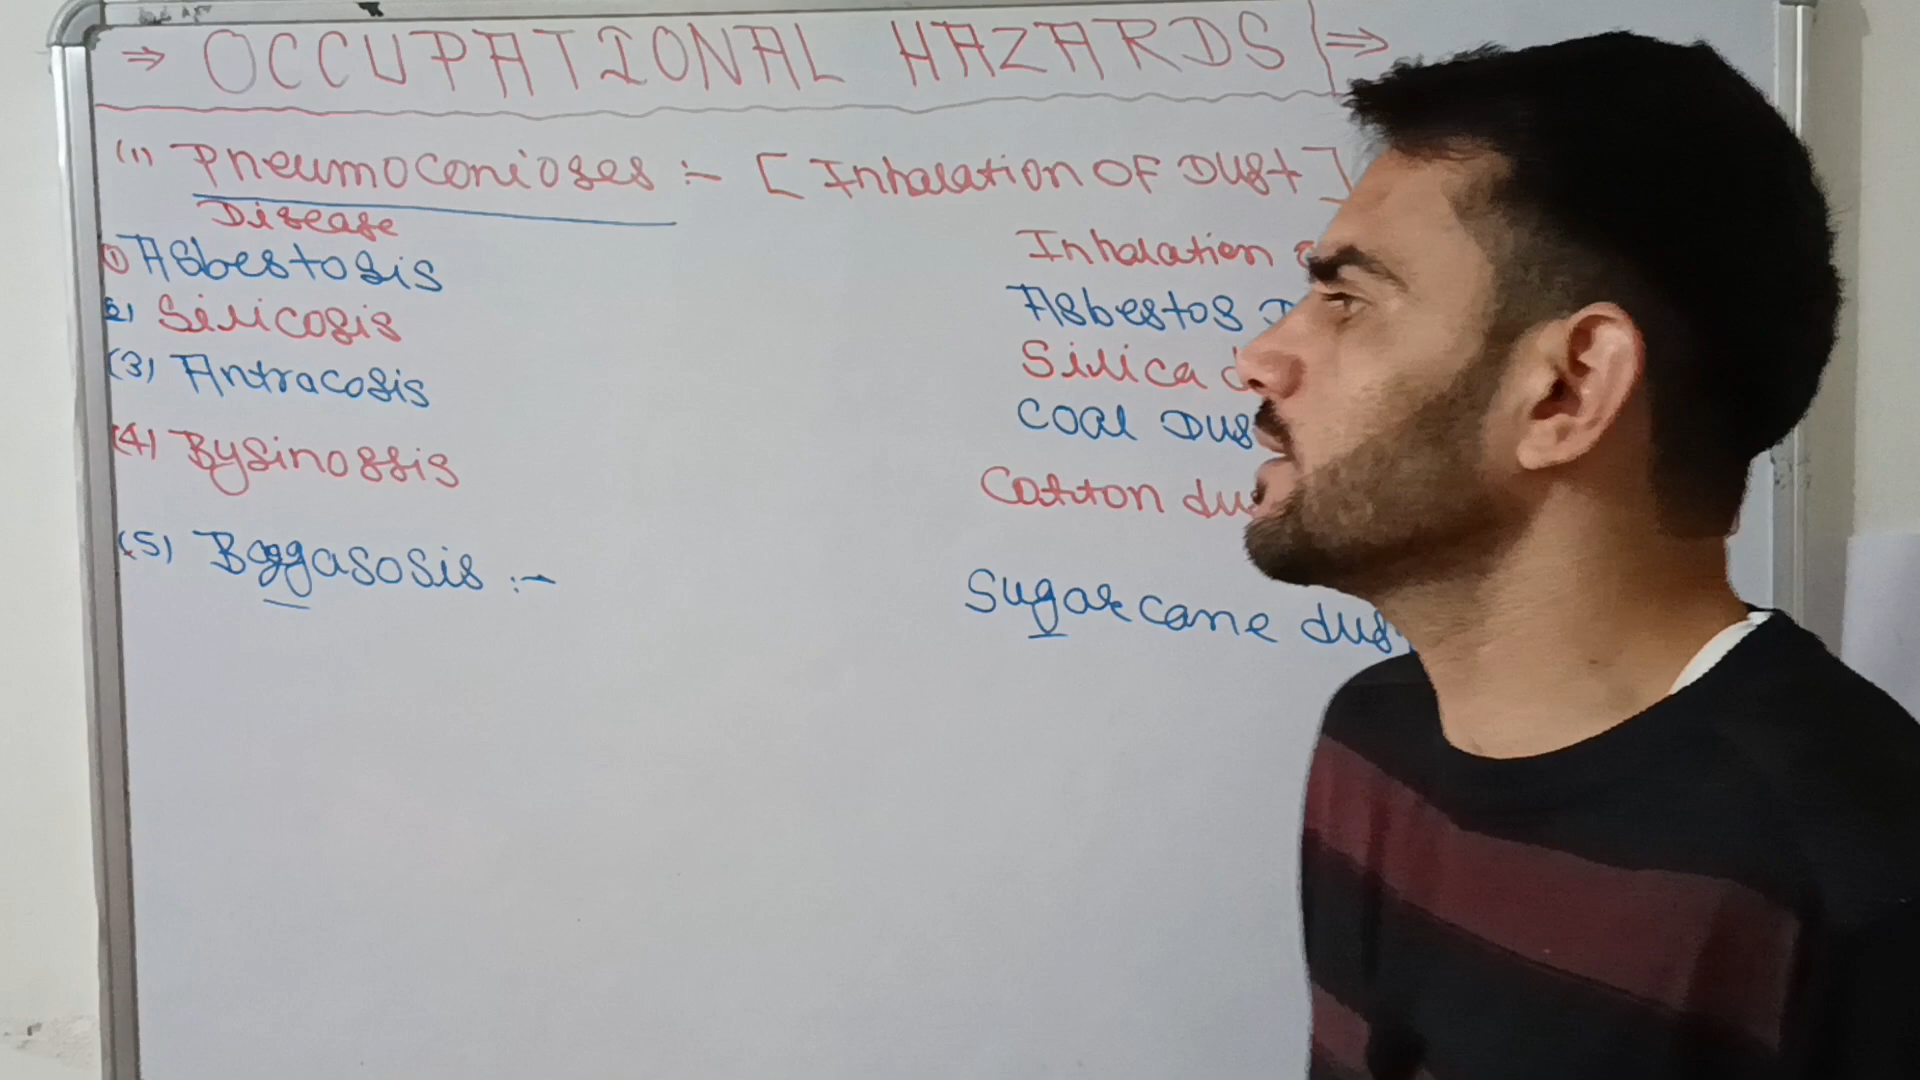 ⇒ OCCUPATIONAL HAZARDS ⇒
(1) Pneumoconioses :- [Inhalation OF Dust]
Disease
Inhalation
1) Asbestosis
Asbestos
2) Silicosis
Silica
(3) Antracosis
Coal Dus
(4) Bysinossis
Cotton dus
(5) Baggasosis :-
Sugarcane dust